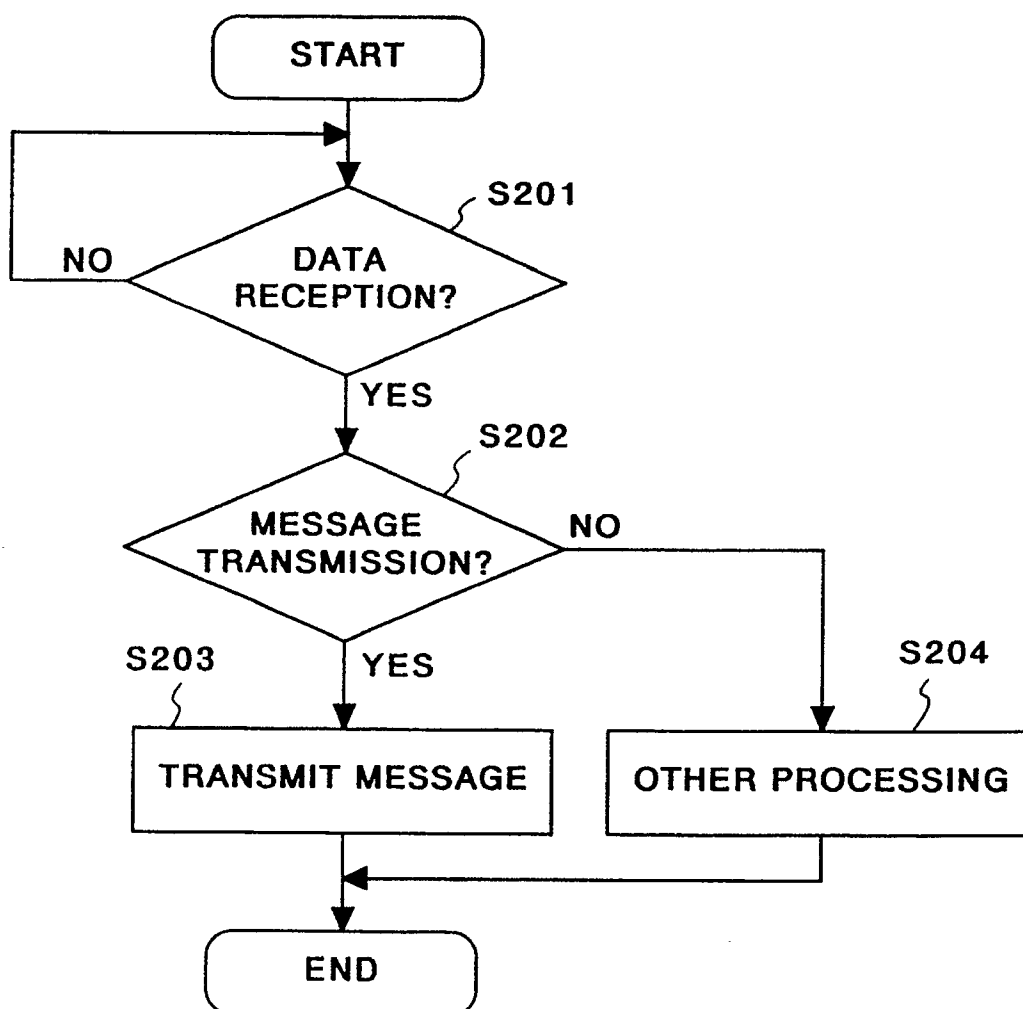 START
S201
NO
DATA
RECEPTION?
YES
S202
MESSAGE
TRANSMISSION?
NO
S203
YES
S204
TRANSMIT MESSAGE
OTHER PROCESSING
END